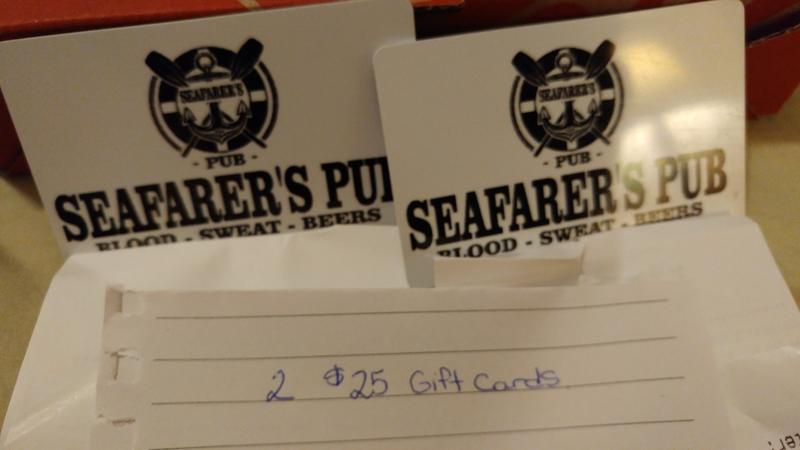 SEAFARER'S
- PUB -
SEAFARER'S PUB
BLOOD - SWEAT - BEERS
SEAFARER'S
- PUB -
SEAFARER'S PUB
BLOOD - SWEAT - BEERS
2 $25 Gift Cards